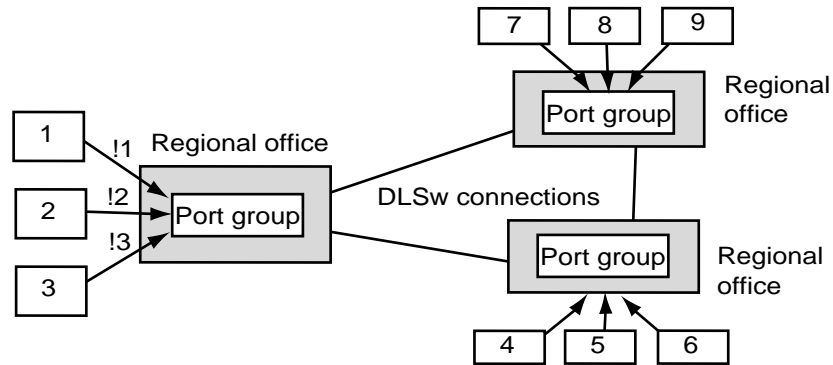 7
8
9
Port group
Regional
office
1
!1
Regional office
2
!2
Port group
DLSw connections
3
!3
Port group
Regional
office
4
5
6